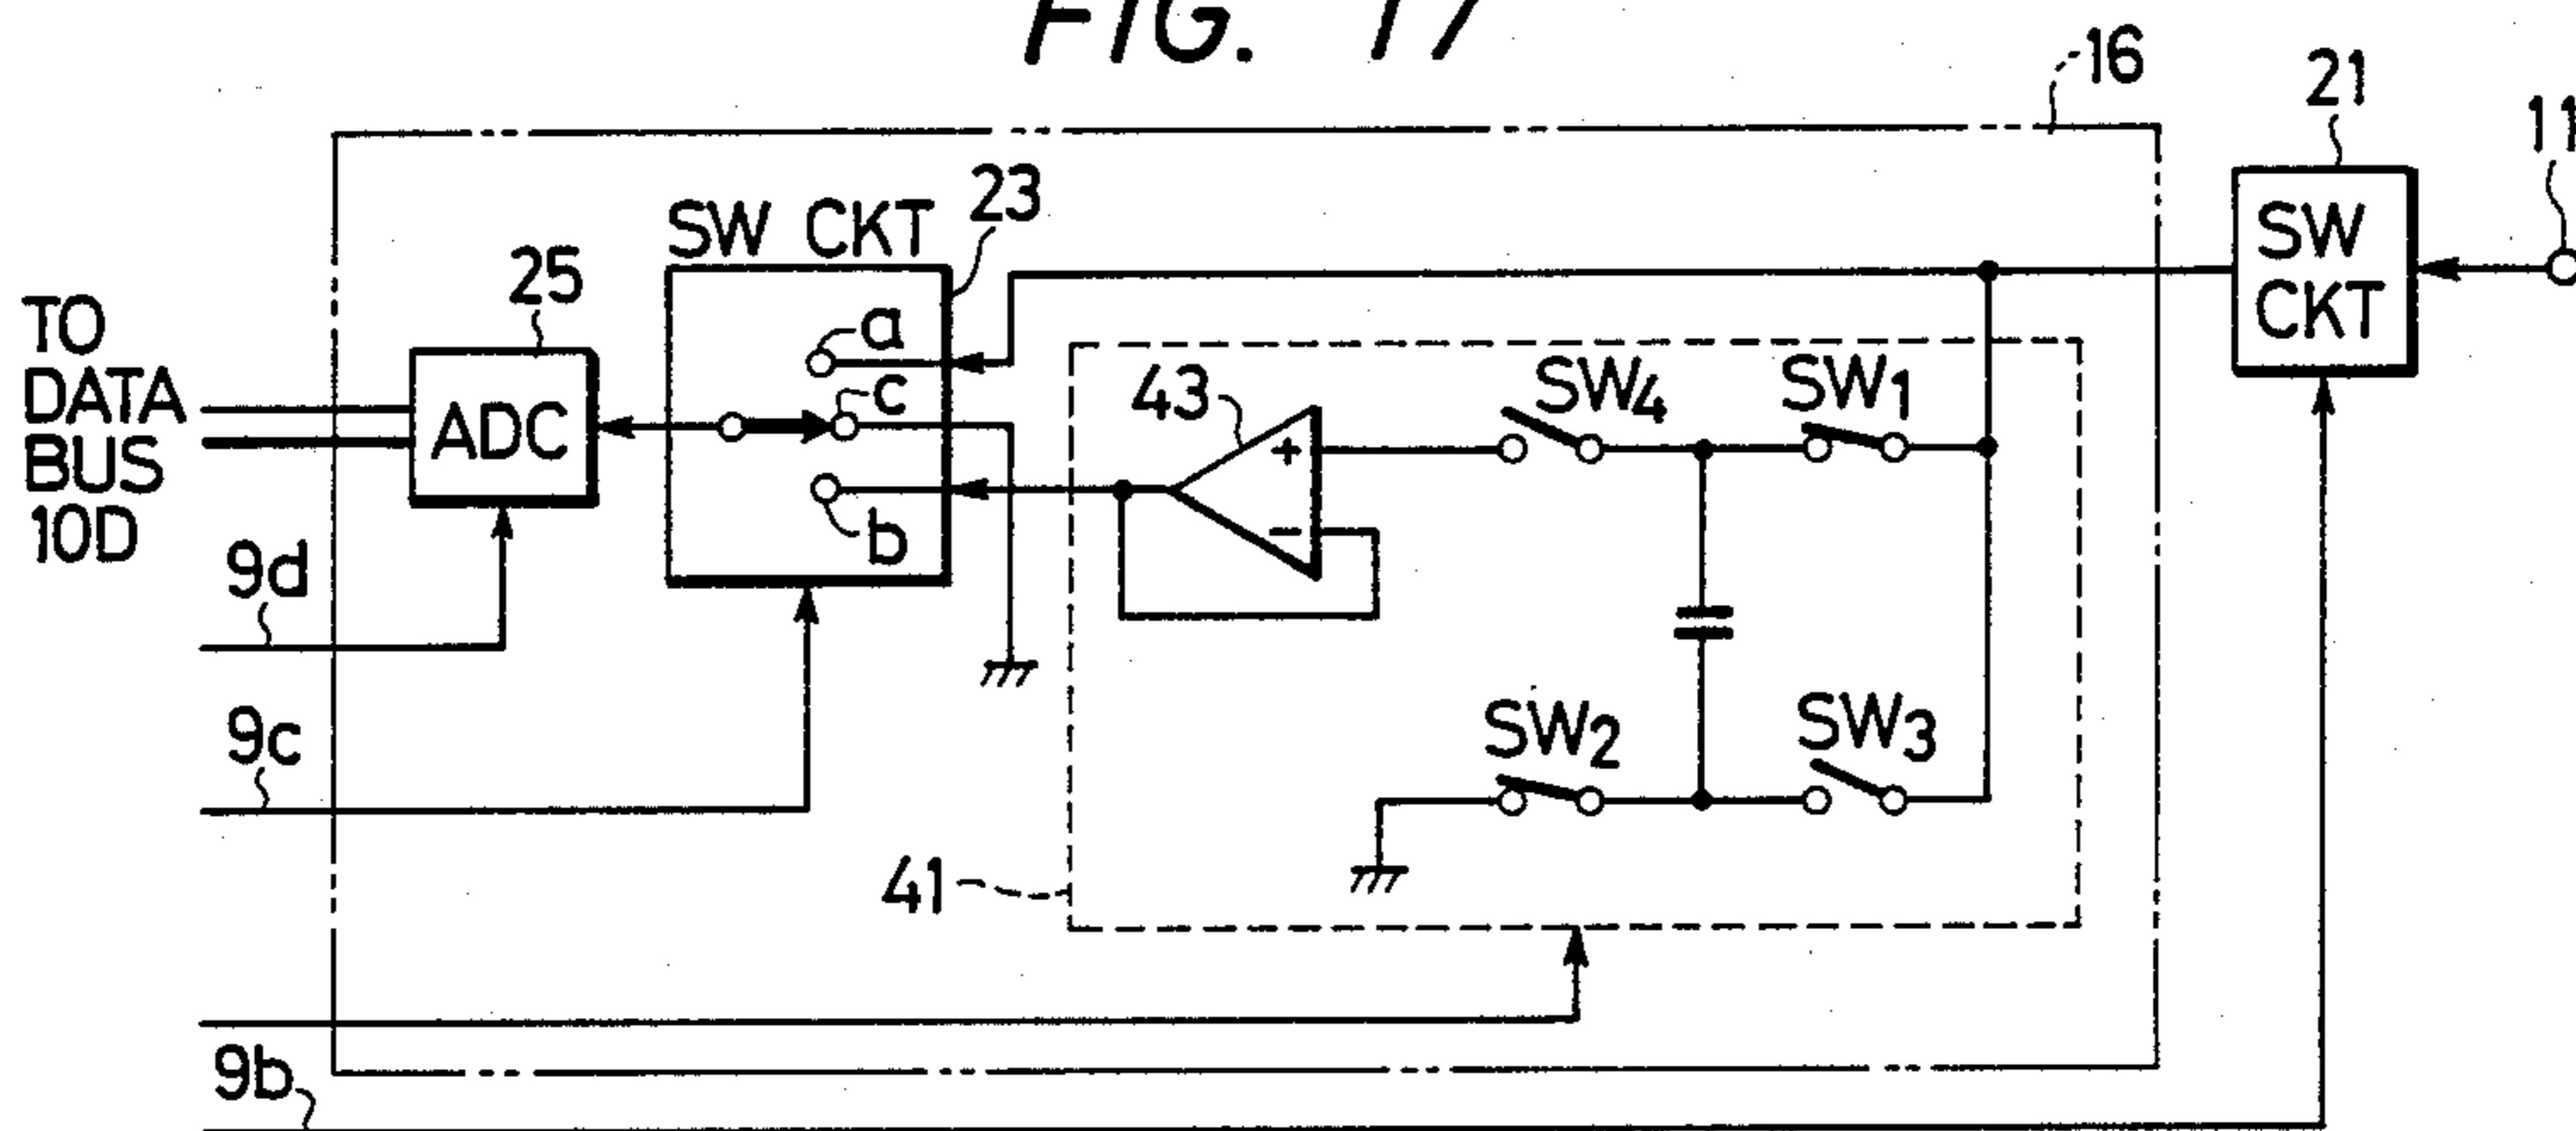 FIG. 17
16
21
11
23
SW CKT
25
SW
CKT
TO
DATA
BUS
10D
ADC
a
c
b
43
+
−
SW4
SW1
9d
9c
SW2
SW3
41
9b